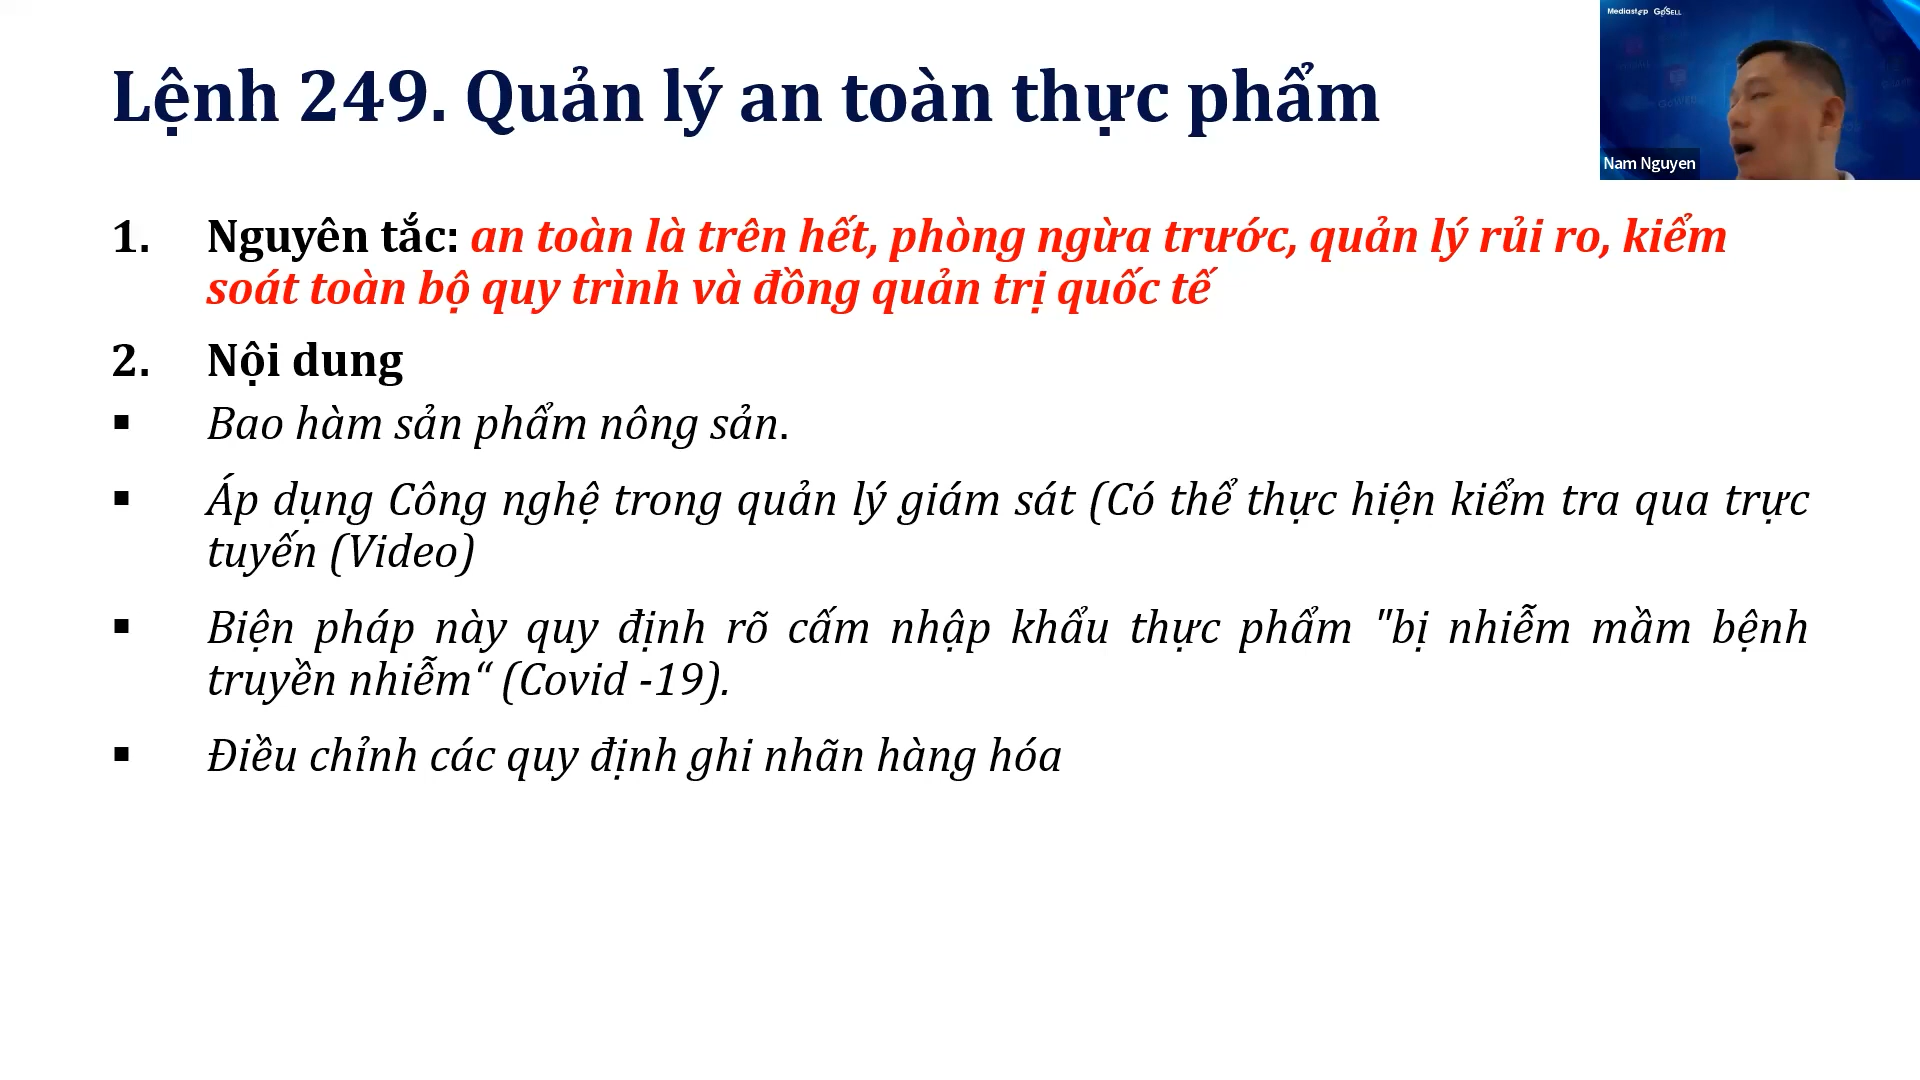 Lệnh 249. Quản lý an toàn thực phẩm
Mediastep GoSELL
Nam Nguyen
1. Nguyên tắc: an toàn là trên hết, phòng ngừa trước, quản lý rủi ro, kiểm
soát toàn bộ quy trình và đồng quản trị quốc tế
2. Nội dung
▪ Bao hàm sản phẩm nông sản.
▪ Áp dụng Công nghệ trong quản lý giám sát (Có thể thực hiện kiểm tra qua trực
tuyến (Video)
▪ Biện pháp này quy định rõ cấm nhập khẩu thực phẩm "bị nhiễm mầm bệnh
truyền nhiễm“ (Covid -19).
▪ Điều chỉnh các quy định ghi nhãn hàng hóa